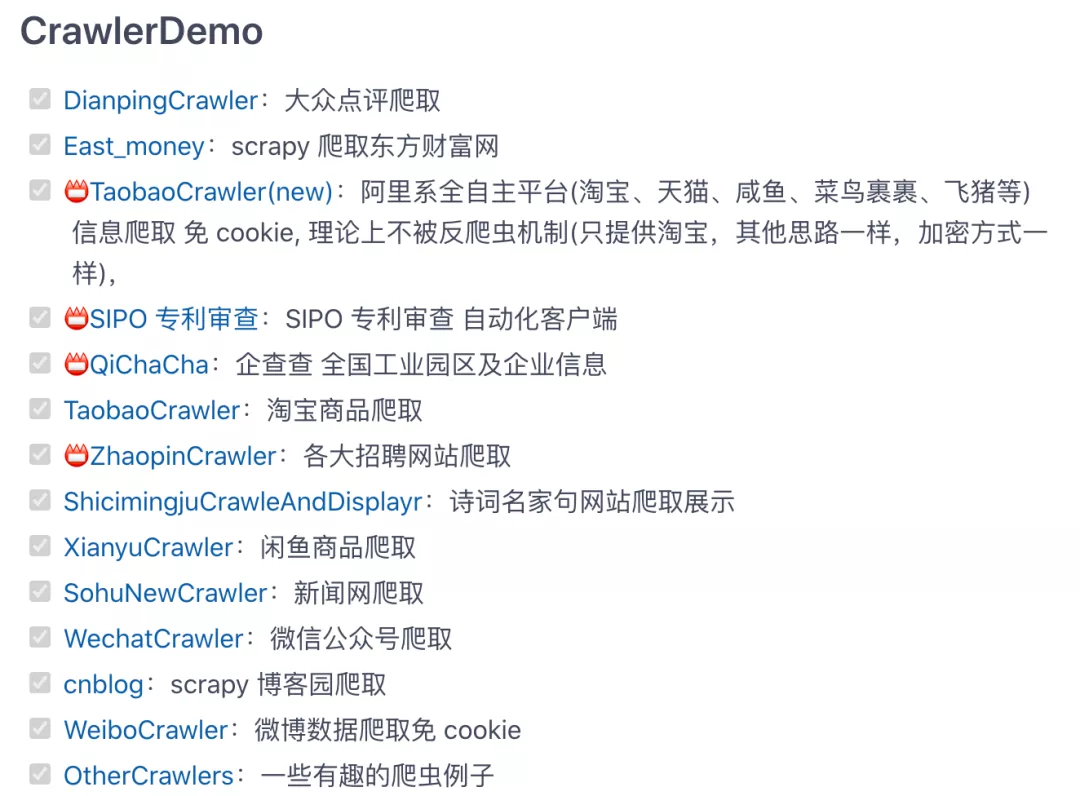 CrawlerDemo
DianpingCrawler：大众点评爬取
East_money：scrapy 爬取东方财富网
📛TaobaoCrawler(new)：阿里系全自主平台(淘宝、天猫、咸鱼、菜鸟裹裹、飞猪等)
信息爬取 免 cookie, 理论上不被反爬虫机制(只提供淘宝，其他思路一样，加密方式一
样)，
📛SIPO 专利审查：SIPO 专利审查 自动化客户端
📛QiChaCha：企查查 全国工业园区及企业信息
TaobaoCrawler：淘宝商品爬取
📛ZhaopinCrawler：各大招聘网站爬取
ShicimingjuCrawleAndDisplayr：诗词名家句网站爬取展示
XianyuCrawler：闲鱼商品爬取
SohuNewCrawler：新闻网爬取
WechatCrawler：微信公众号爬取
cnblog：scrapy 博客园爬取
WeiboCrawler：微博数据爬取免 cookie
OtherCrawlers：一些有趣的爬虫例子